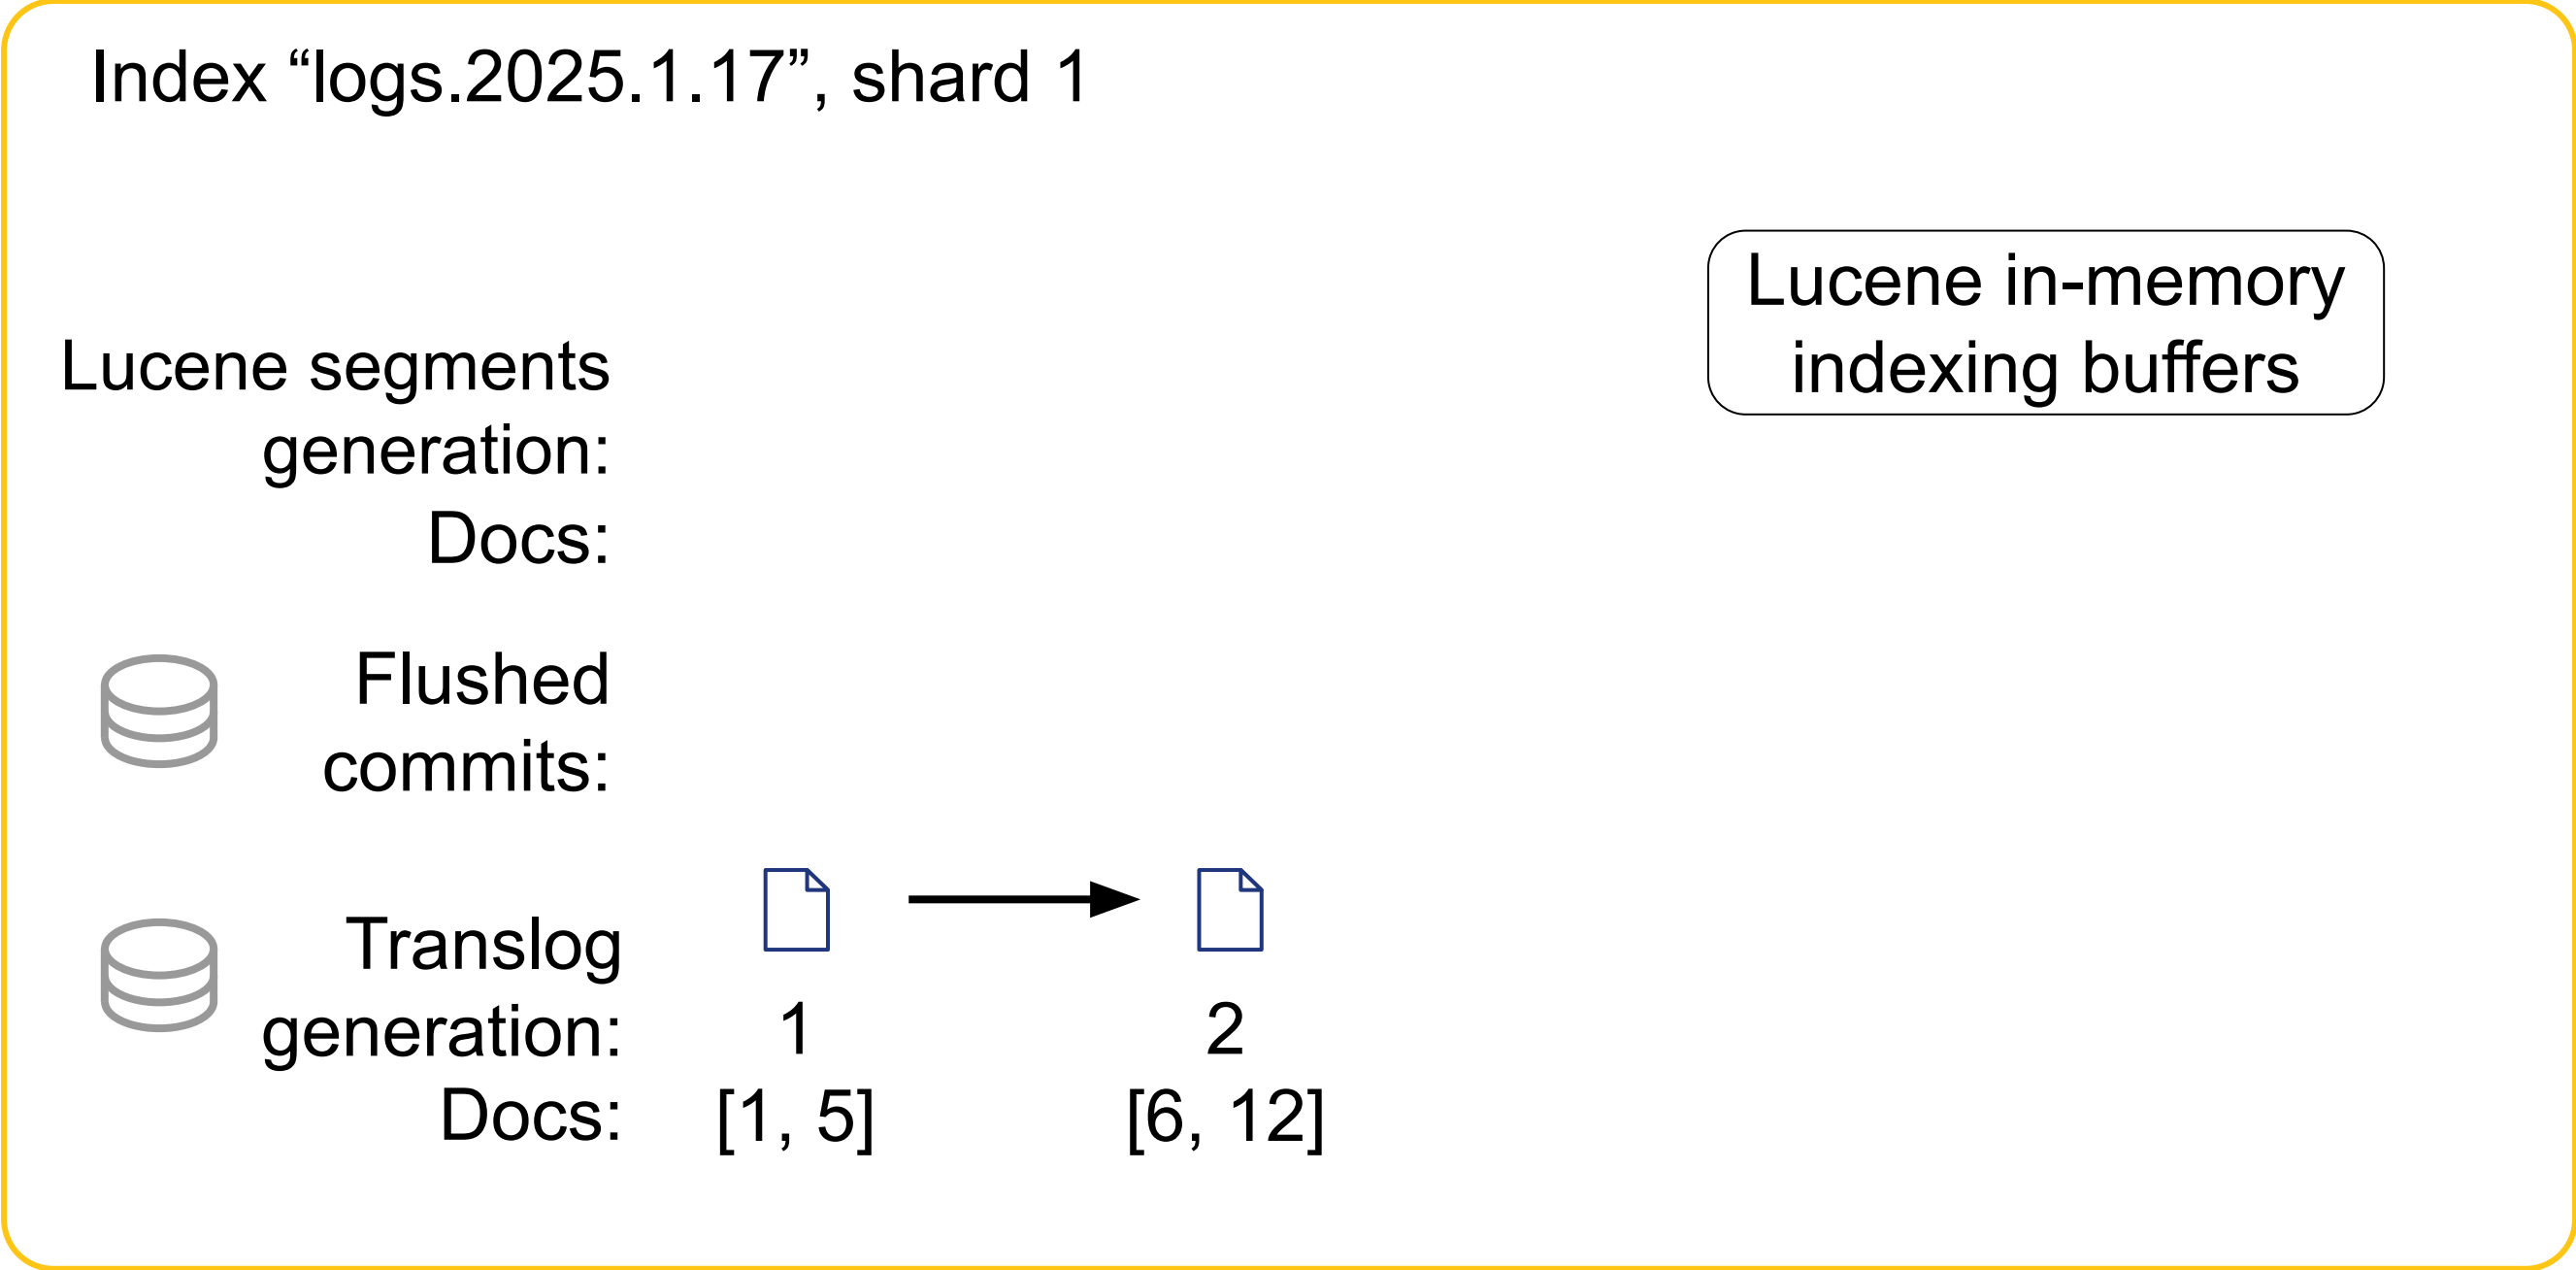 Index “logs.2025.1.17”, shard 1
Lucene in-memory
indexing buffers
Lucene segments
generation:
Docs:
Flushed
commits:
Translog
generation: 1 2
Docs: [1, 5] [6, 12]